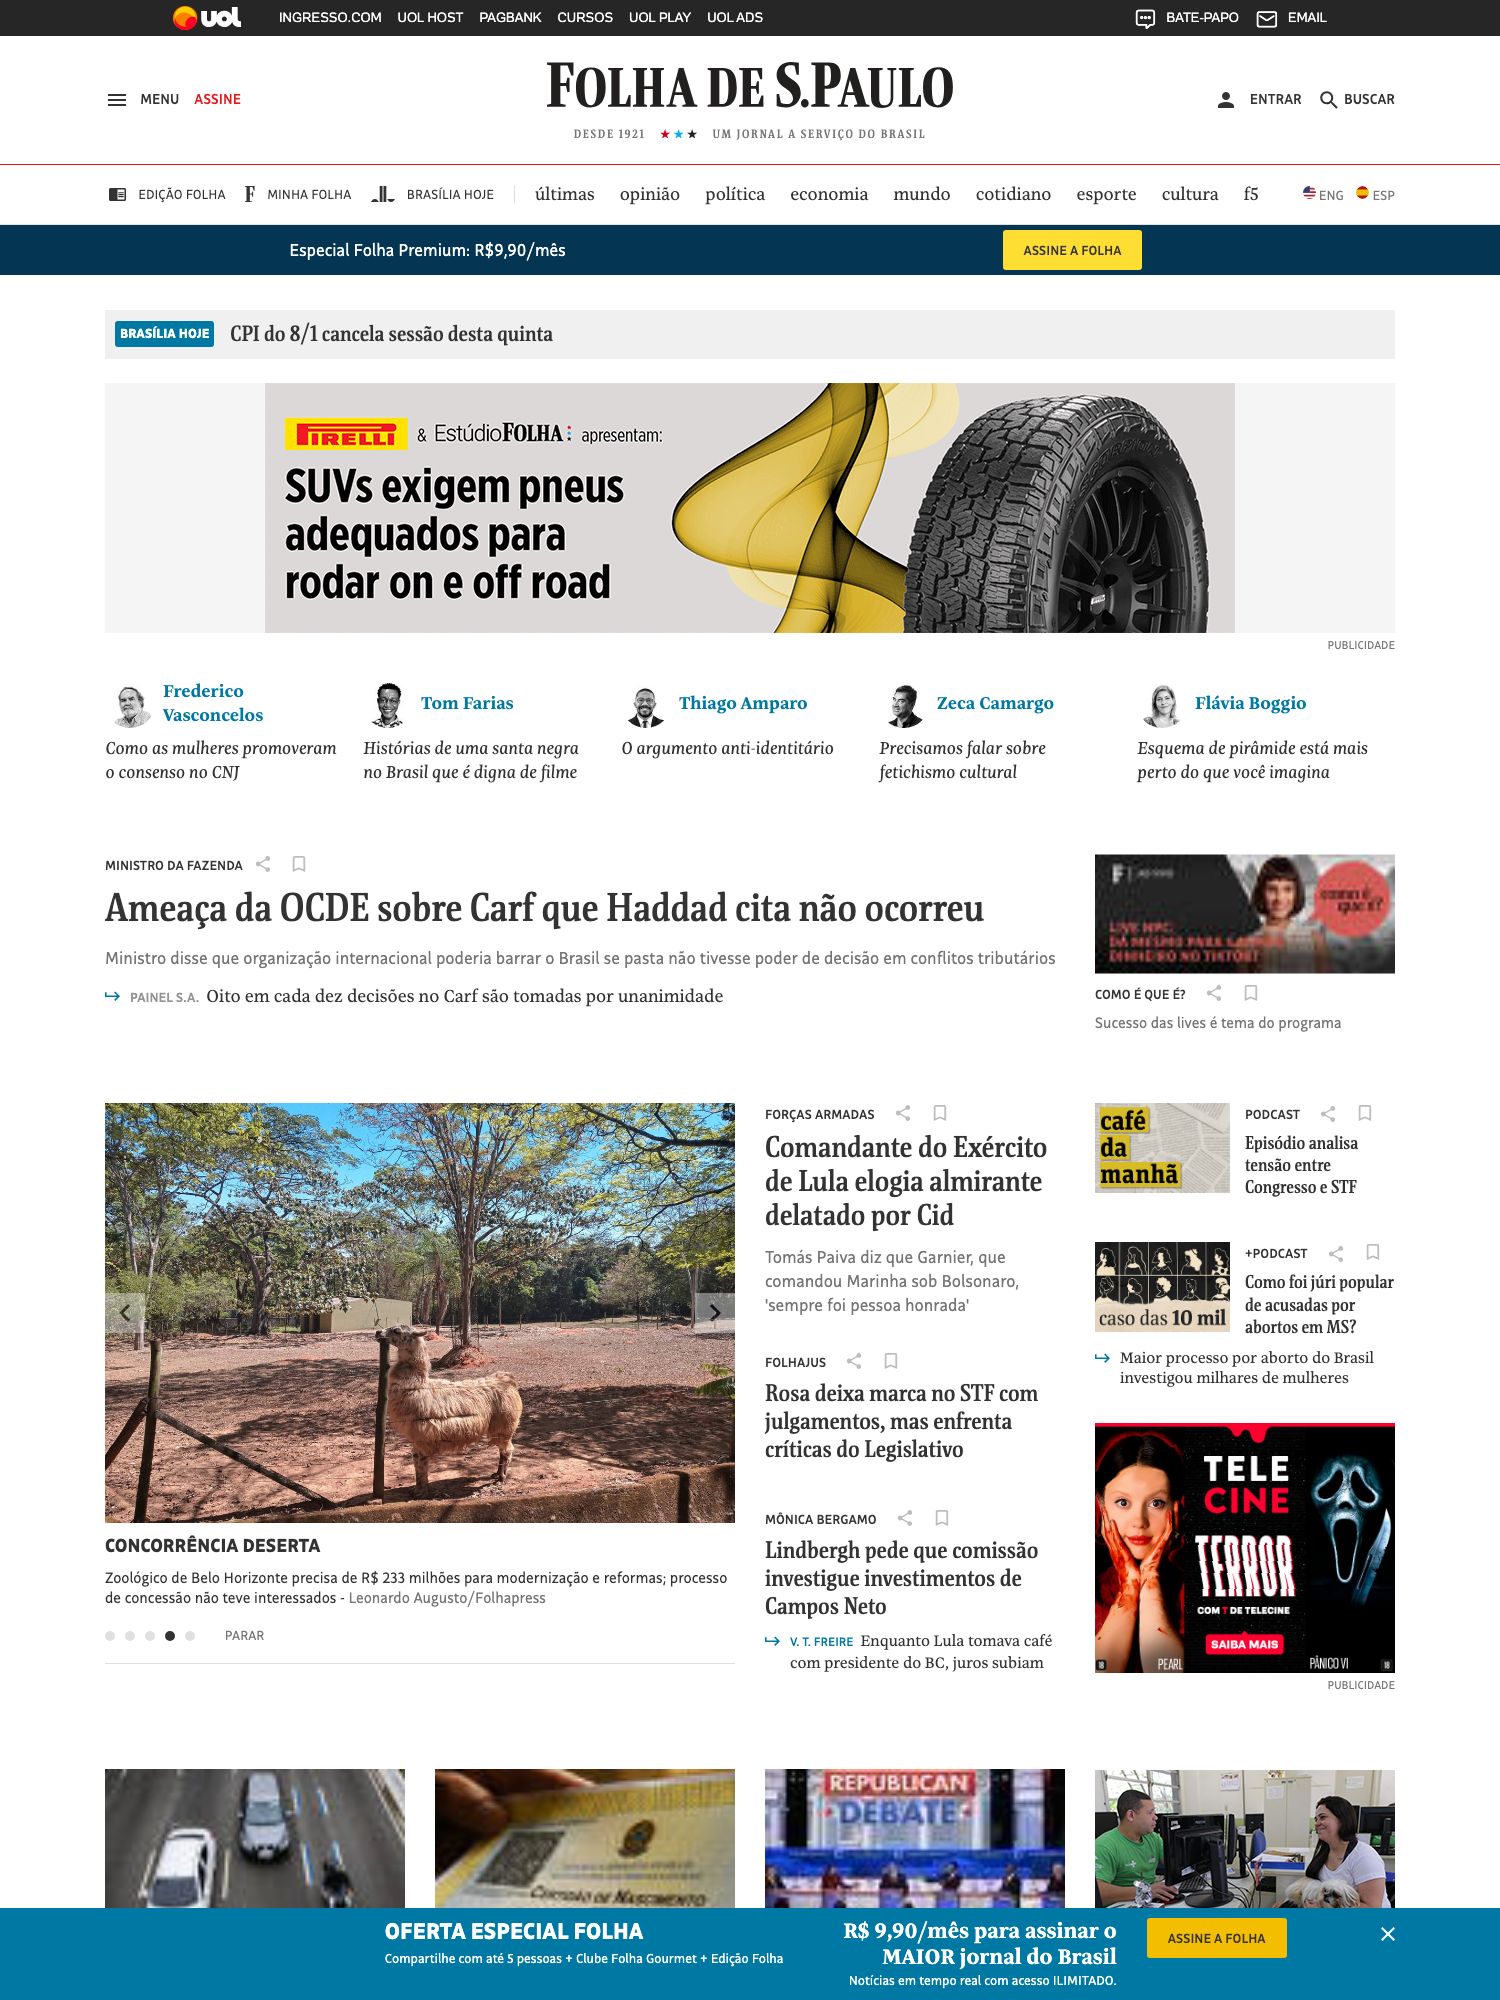 uol INGRESSO.COM UOL HOST PAGBANK CURSOS UOL PLAY UOL ADS BATE-PAPO EMAIL
MENU ASSINE
FOLHA DE S.PAULO
ENTRAR BUSCAR
DESDE 1921 ★★★ UM JORNAL A SERVIÇO DO BRASIL
EDIÇÃO FOLHA F MINHA FOLHA BRASÍLIA HOJE últimas opinião política economia mundo cotidiano esporte cultura f5 ENG ESP
Especial Folha Premium: R$9,90/mês ASSINE A FOLHA
BRASÍLIA HOJE CPI do 8/1 cancela sessão desta quinta
PIRELLI & EstúdioFOLHA: apresentam:
SUVs exigem pneus
adequados para
rodar on e off road
PUBLICIDADE
Frederico
Vasconcelos
Como as mulheres promoveram
o consenso no CNJ
Tom Farias
Histórias de uma santa negra
no Brasil que é digna de filme
Thiago Amparo
O argumento anti-identitário
Zeca Camargo
Precisamos falar sobre
fetichismo cultural
Flávia Boggio
Esquema de pirâmide está mais
perto do que você imagina
MINISTRO DA FAZENDA
Ameaça da OCDE sobre Carf que Haddad cita não ocorreu
Ministro disse que organização internacional poderia barrar o Brasil se pasta não tivesse poder de decisão em conflitos tributários
PAINEL S.A. Oito em cada dez decisões no Carf são tomadas por unanimidade
COMO É QUE É?
Sucesso das lives é tema do programa
CONCORRÊNCIA DESERTA
Zoológico de Belo Horizonte precisa de R$ 233 milhões para modernização e reformas; processo
de concessão não teve interessados - Leonardo Augusto/Folhapress
PARAR
FORÇAS ARMADAS
Comandante do Exército
de Lula elogia almirante
delatado por Cid
Tomás Paiva diz que Garnier, que
comandou Marinha sob Bolsonaro,
'sempre foi pessoa honrada'
FOLHAJUS
Rosa deixa marca no STF com
julgamentos, mas enfrenta
críticas do Legislativo
MÔNICA BERGAMO
Lindbergh pede que comissão
investigue investimentos de
Campos Neto
V. T. FREIRE Enquanto Lula tomava café
com presidente do BC, juros subiam
café
da
manhã
PODCAST
Episódio analisa
tensão entre
Congresso e STF
caso das 10 mil
+PODCAST
Como foi júri popular
de acusadas por
abortos em MS?
Maior processo por aborto do Brasil
investigou milhares de mulheres
TELE
CINE
TERROR
COM T DE TELECINE
SAIBA MAIS
18 PEARL PÂNICO VI 18
PUBLICIDADE
REPUBLICAN
DEBATE
CERTIDÃO DE NASCIMENTO
OFERTA ESPECIAL FOLHA
Compartilhe com até 5 pessoas + Clube Folha Gourmet + Edição Folha
R$ 9,90/mês para assinar o
MAIOR jornal do Brasil
Notícias em tempo real com acesso ILIMITADO.
ASSINE A FOLHA